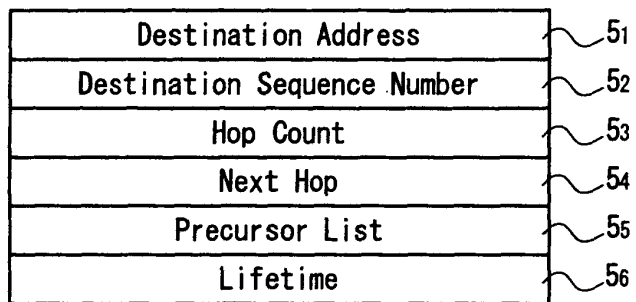 Destination Address 51
Destination Sequence Number 52
Hop Count 53
Next Hop 54
Precursor List 55
Lifetime 56